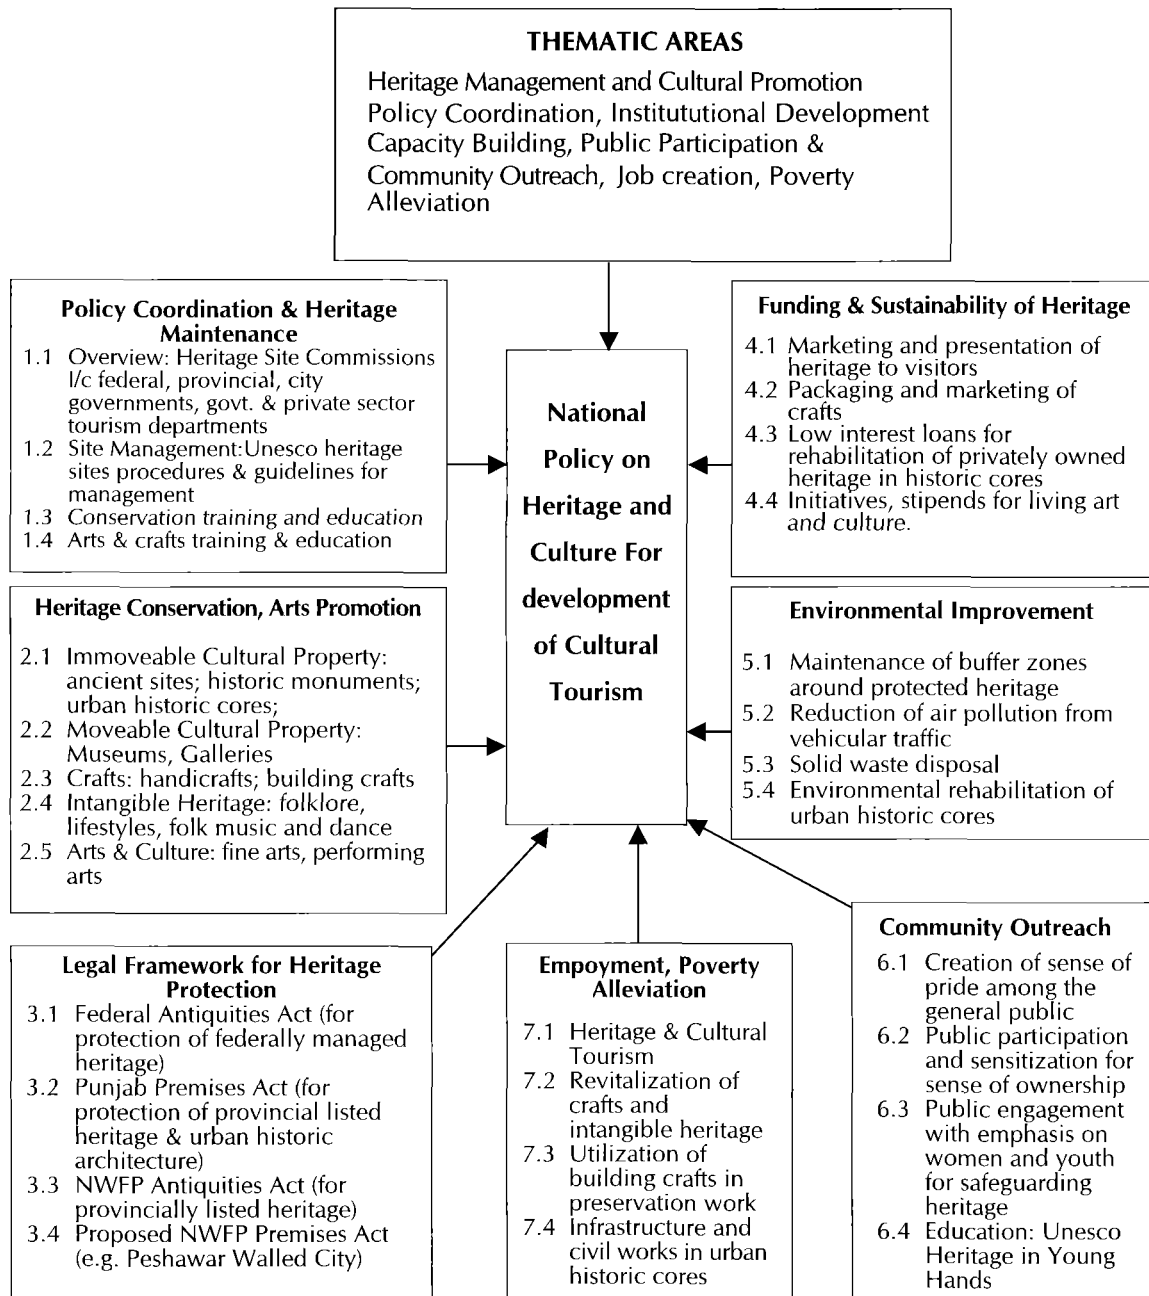 THEMATIC AREAS
Heritage Management and Cultural Promotion
Policy Coordination, Institututional Development
Capacity Building, Public Participation &
Community Outreach, Job creation, Poverty
Alleviation
Policy Coordination & Heritage
Maintenance
1.1 Overview: Heritage Site Commissions
I/c federal, provincial, city
governments, govt. & private sector
tourism departments
1.2 Site Management:Unesco heritage
sites procedures & guidelines for
management
1.3 Conservation training and education
1.4 Arts & crafts training & education
Heritage Conservation, Arts Promotion
2.1 Immoveable Cultural Property:
ancient sites; historic monuments;
urban historic cores;
2.2 Moveable Cultural Property:
Museums, Galleries
2.3 Crafts: handicrafts; building crafts
2.4 Intangible Heritage: folklore,
lifestyles, folk music and dance
2.5 Arts & Culture: fine arts, performing
arts
Legal Framework for Heritage
Protection
3.1 Federal Antiquities Act (for
protection of federally managed
heritage)
3.2 Punjab Premises Act (for
protection of provincial listed
heritage & urban historic
architecture)
3.3 NWFP Antiquities Act (for
provincially listed heritage)
3.4 Proposed NWFP Premises Act
(e.g. Peshawar Walled City)
National
Policy on
Heritage and
Culture For
development
of Cultural
Tourism
Funding & Sustainability of Heritage
4.1 Marketing and presentation of
heritage to visitors
4.2 Packaging and marketing of
crafts
4.3 Low interest loans for
rehabilitation of privately owned
heritage in historic cores
4.4 Initiatives, stipends for living art
and culture.
Environmental Improvement
5.1 Maintenance of buffer zones
around protected heritage
5.2 Reduction of air pollution from
vehicular traffic
5.3 Solid waste disposal
5.4 Environmental rehabilitation of
urban historic cores
Community Outreach
6.1 Creation of sense of
pride among the
general public
6.2 Public participation
and sensitization for
sense of ownership
6.3 Public engagement
with emphasis on
women and youth
for safeguarding
heritage
6.4 Education: Unesco
Heritage in Young
Hands
Empoyment, Poverty
Alleviation
7.1 Heritage & Cultural
Tourism
7.2 Revitalization of
crafts and
intangible heritage
7.3 Utilization of
building crafts in
preservation work
7.4 Infrastructure and
civil works in urban
historic cores